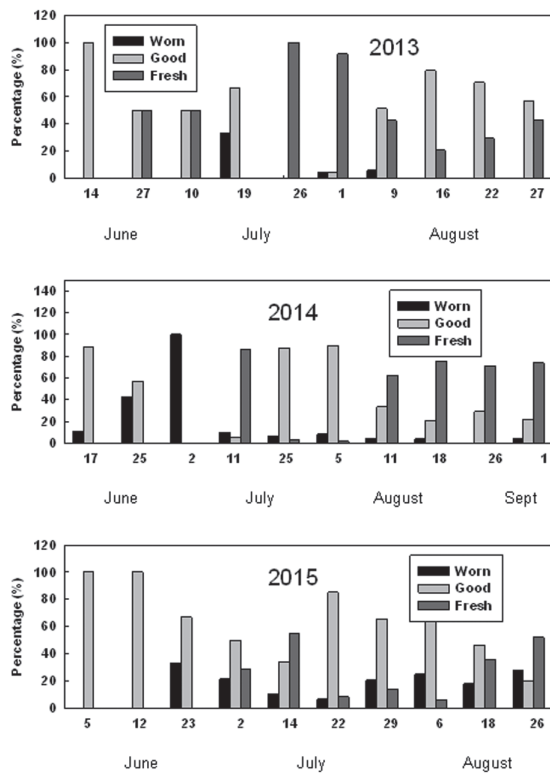 120
100
80
60
40
20
0
Percentage (%)
Worn
Good
Fresh
2013
14 27 10 19 26 1 9 16 22 27
June July August
140
120
100
80
60
40
20
0
Percentage (%)
2014
Worn
Good
Fresh
17 25 2 11 25 5 11 18 26 1
June July August Sept
120
100
80
60
40
20
0
Percentage (%)
2015
Worn
Good
Fresh
5 12 23 2 14 22 29 6 18 26
June July August